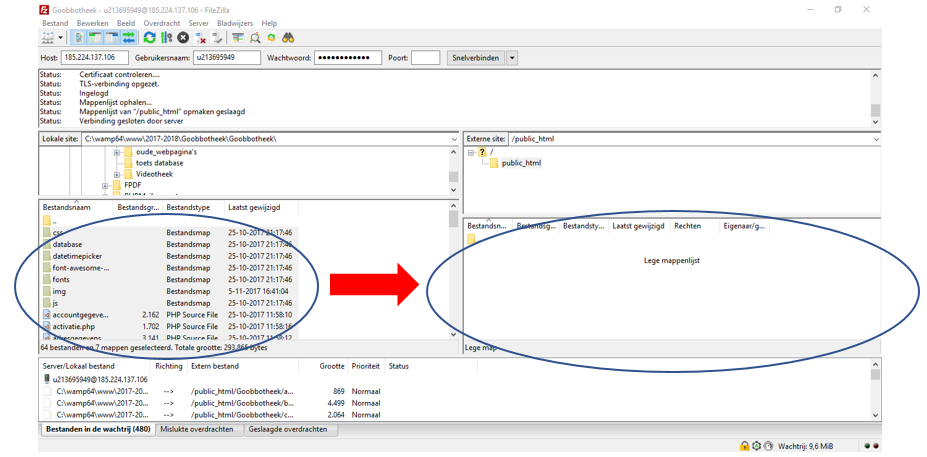 Goobbotheek - u213695949@185.224.137.106 - FileZilla
Bestand Bewerken Beeld Overdracht Server Bladwijzers Help
Host: 185.224.137.106 Gebruikersnaam: u213695949 Wachtwoord: ●●●●●●●●●●●● Poort: Snelverbinden
Status: Certificaat controleren...
Status: TLS-verbinding opgezet.
Status: Ingelogd
Status: Mappenlijst ophalen...
Status: Mappenlijst van "/public_html" opmaken geslaagd
Status: Verbinding gesloten door server
Lokale site: C:\wamp64\www\2017-2018\Goobbotheek\Goobbotheek\
oude_webpagina's
toets database
Videotheek
FPDF
Externe site: /public_html
? /
public_html
Bestandsnaam Bestandsgr... Bestandstype Laatst gewijzigd
..
css Bestandsmap 25-10-2017 21:17:46
database Bestandsmap 25-10-2017 21:17:46
datetimepicker Bestandsmap 25-10-2017 21:17:46
font-awesome-... Bestandsmap 25-10-2017 21:17:46
fonts Bestandsmap 25-10-2017 21:17:46
img Bestandsmap 5-11-2017 16:41:04
js Bestandsmap 25-10-2017 21:17:46
accountgegeve... 2.162 PHP Source File 25-10-2017 11:58:10
activatie.php 1.702 PHP Source File 25-10-2017 11:58:16
adresgegevens 3.141 PHP Source File 25-10-2017 11:58:12
64 bestanden en 7 mappen geselecteerd. Totale grootte: 293.865 bytes
Bestandsn... Bestandsg... Bestandsty... Laatst gewijzigd Rechten Eigenaar/g...
Lege mappenlijst
Lege map
Server/Lokaal bestand Richting Extern bestand Grootte Prioriteit Status
u213695949@185.224.137.106
C:\wamp64\www\2017-20... --> /public_html/Goobbotheek/a... 869 Normaal
C:\wamp64\www\2017-20... --> /public_html/Goobbotheek/b... 4.499 Normaal
C:\wamp64\www\2017-20... --> /public_html/Goobbotheek/c... 2.064 Normaal
Bestanden in de wachtrij (480) Mislukte overdrachten Geslaagde overdrachten
Wachtrij: 9,6 MiB